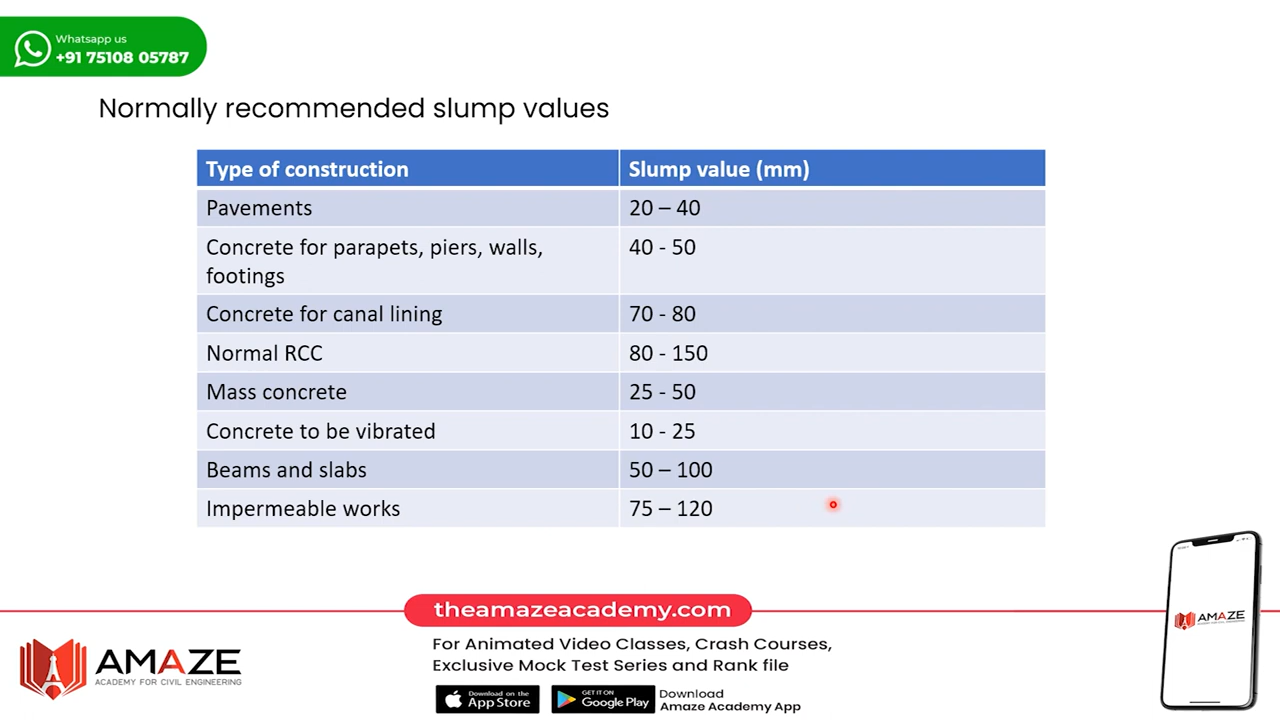 Whatsapp us
+91 75108 05787
Normally recommended slump values
Type of construction Slump value (mm)
Pavements 20 – 40
Concrete for parapets, piers, walls, 40 - 50
footings
Concrete for canal lining 70 - 80
Normal RCC 80 - 150
Mass concrete 25 - 50
Concrete to be vibrated 10 - 25
Beams and slabs 50 – 100
Impermeable works 75 – 120
theamazeacademy.com
For Animated Video Classes, Crash Courses,
Exclusive Mock Test Series and Rank file
AMAZE
ACADEMY FOR CIVIL ENGINEERING
Download on the
App Store
GET IT ON
Google Play
Download
Amaze Academy App
AMAZE